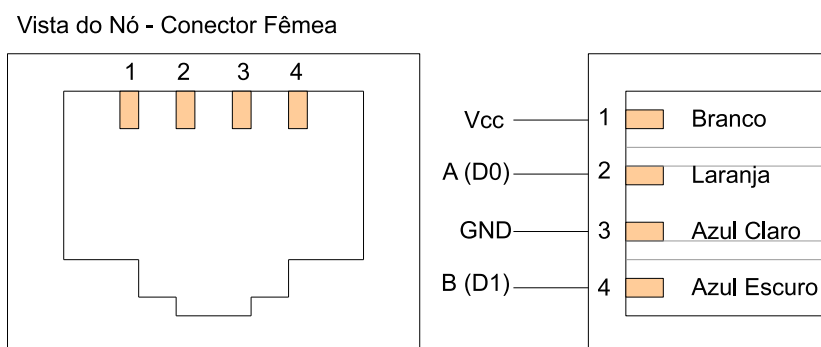 Vista do Nó - Conector Fêmea
1 2 3 4
Vcc 1 Branco
A (D0) 2 Laranja
GND 3 Azul Claro
B (D1) 4 Azul Escuro